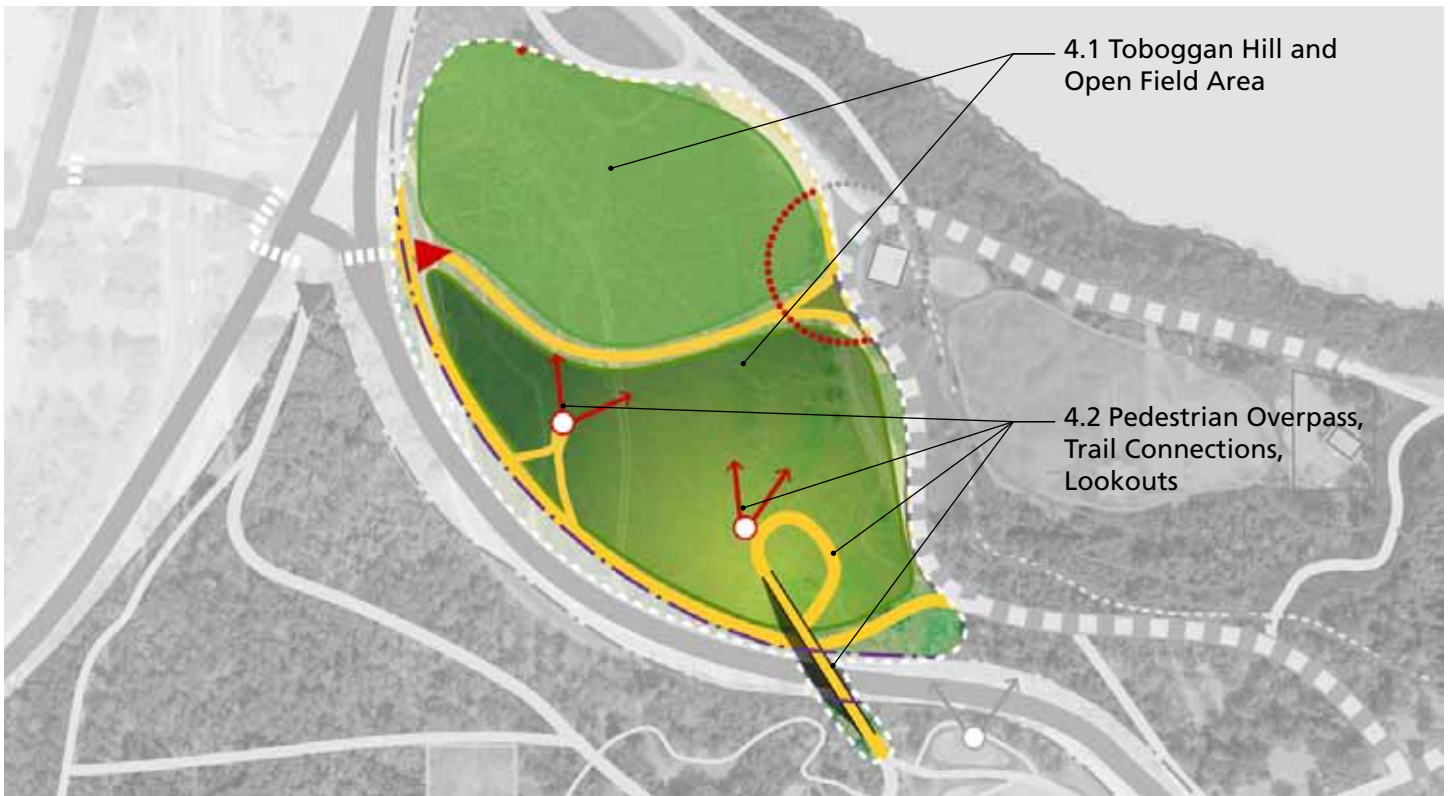 4.1 Toboggan Hill and
Open Field Area
4.2 Pedestrian Overpass,
Trail Connections,
Lookouts